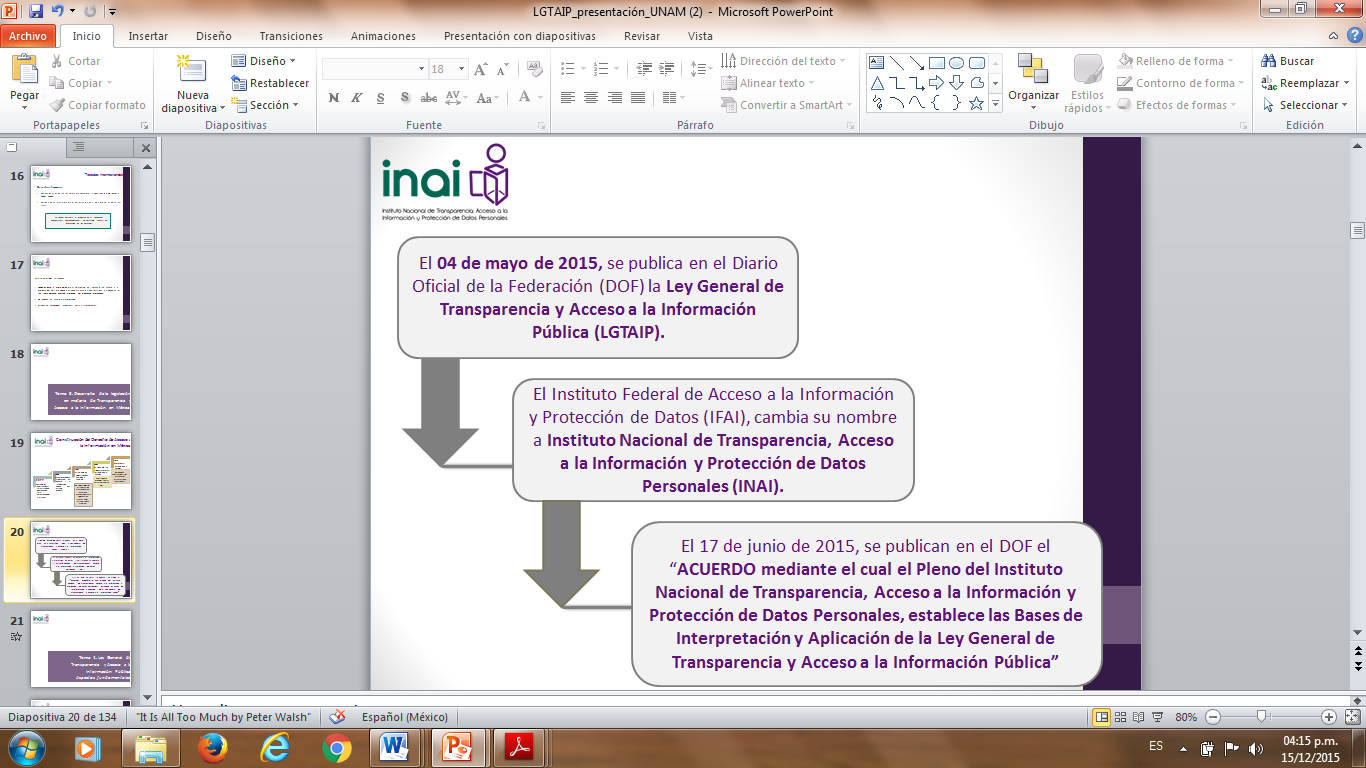 LGTAIP_presentación_UNAM (2) - Microsoft PowerPoint
Archivo Inicio Insertar Diseño Transiciones Animaciones Presentación con diapositivas Revisar Vista
Pegar
Cortar
Copiar
Copiar formato
Portapapeles
Nueva
diapositiva
Diseño
Restablecer
Sección
Diapositivas
18
N K S S abc AV Aa A
Fuente
Dirección del texto
Alinear texto
Convertir a SmartArt
Párrafo
Organizar
Estilos
rápidos
Relleno de forma
Contorno de forma
Efectos de formas
Dibujo
Buscar
Reemplazar
Seleccionar
Edición
16
17
18
Acceso a la Información en México
19
20
21
inai
Instituto Nacional de Transparencia, Acceso a la
Información y Protección de Datos Personales
El 04 de mayo de 2015, se publica en el Diario
Oficial de la Federación (DOF) la Ley General de
Transparencia y Acceso a la Información
Pública (LGTAIP).
El Instituto Federal de Acceso a la Información
y Protección de Datos (IFAI), cambia su nombre
a Instituto Nacional de Transparencia, Acceso
a la Información y Protección de Datos
Personales (INAI).
El 17 de junio de 2015, se publican en el DOF el
“ACUERDO mediante el cual el Pleno del Instituto
Nacional de Transparencia, Acceso a la Información y
Protección de Datos Personales, establece las Bases de
Interpretación y Aplicación de la Ley General de
Transparencia y Acceso a la Información Pública”
Diapositiva 20 de 134 "It Is All Too Much by Peter Walsh" Español (México) 80%
ES
04:15 p.m.
15/12/2015